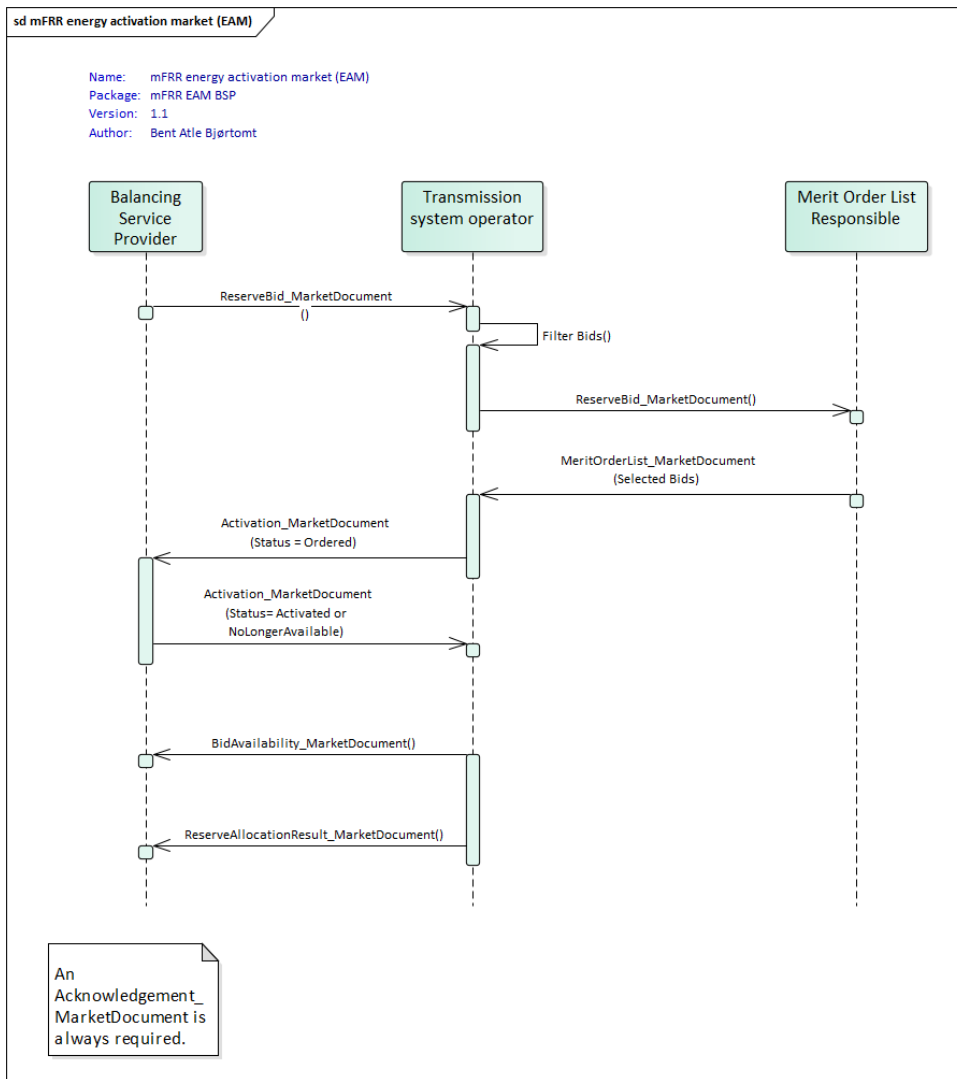 sd mFRR energy activation market (EAM)
Name: mFRR energy activation market (EAM)
Package: mFRR EAM BSP
Version: 1.1
Author: Bent Atle Bjørtomt
Balancing
Service
Provider
Transmission
system operator
Merit Order List
Responsible
ReserveBid_MarketDocument
()
Filter Bids()
ReserveBid_MarketDocument()
MeritOrderList_MarketDocument
(Selected Bids)
Activation_MarketDocument
(Status = Ordered)
Activation_MarketDocument
(Status= Activated or
NoLongerAvailable)
BidAvailability_MarketDocument()
ReserveAllocationResult_MarketDocument()
An
Acknowledgement_
MarketDocument is
always required.